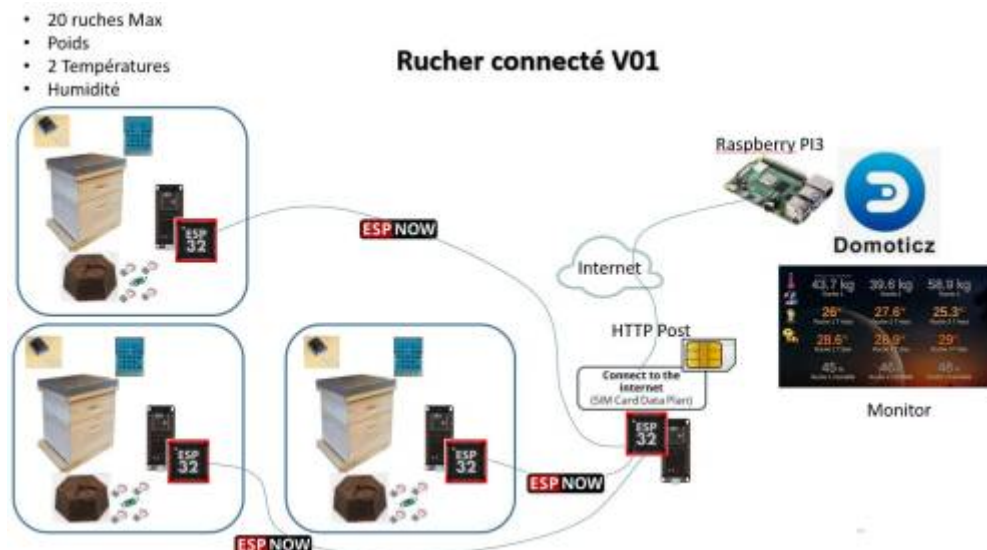 • 20 ruches Max
• Poids
• 2 Températures
• Humidité
Rucher connecté V01
ESP
32
ESP NOW
Raspberry PI3
Domoticz
Internet
HTTP Post
Connect to the
internet
(SIM Card Data Plan)
ESP
32
43.7 kg 39.6 kg 58.9 kg
26° 27.6° 25.3°
28.6° 28.9° 29°
45 46 46
Monitor
ESP
32
ESP
32
ESP NOW
ESP NOW